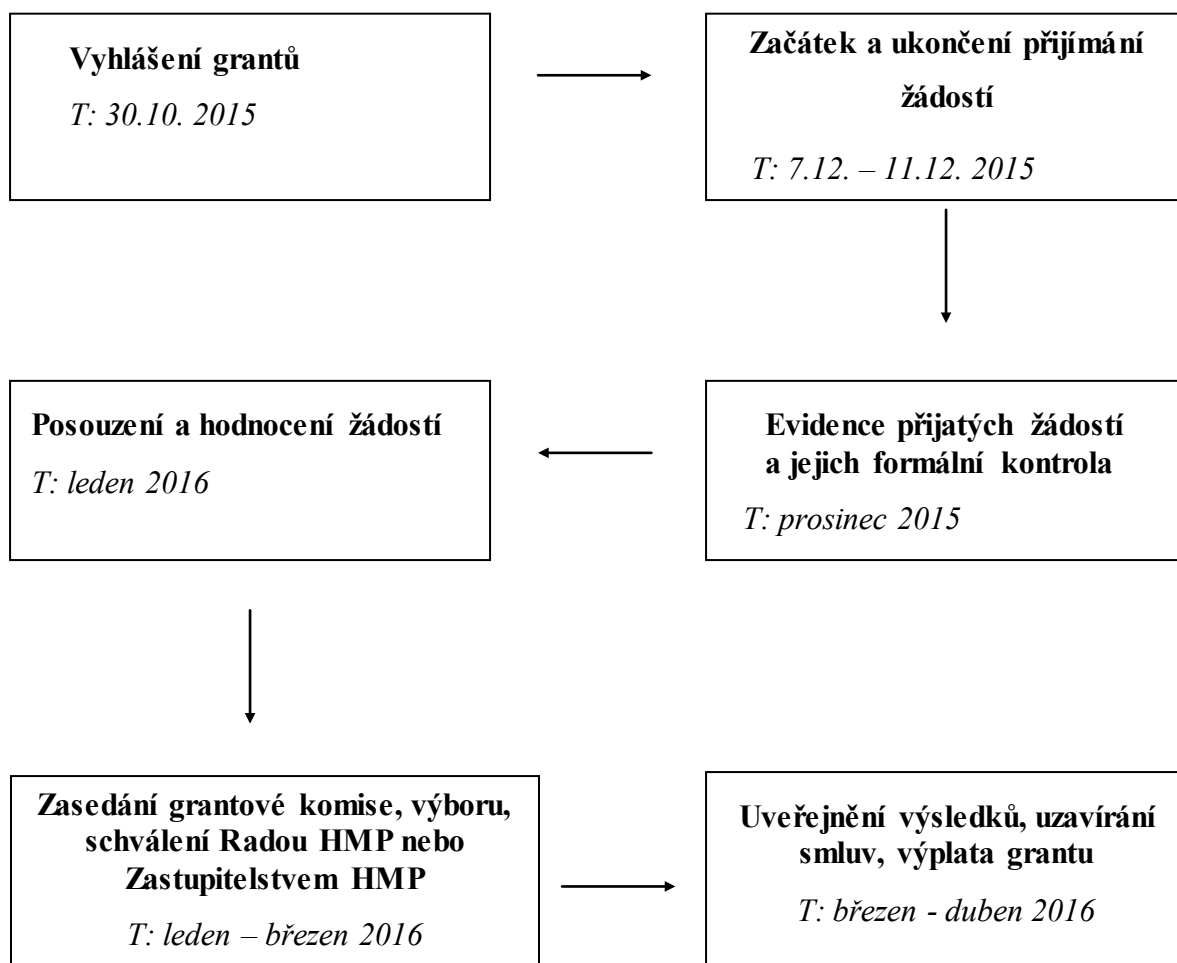 Vyhlášení grantů
T: 30.10. 2015
Začátek a ukončení přijímání
žádostí
T: 7.12. – 11.12. 2015
Posouzení a hodnocení žádostí
T: leden 2016
Evidence přijatých žádostí
a jejich formální kontrola
T: prosinec 2015
Zasedání grantové komise, výboru,
schválení Radou HMP nebo
Zastupitelstvem HMP
T: leden – březen 2016
Uveřejnění výsledků, uzavírání
smluv, výplata grantu
T: březen - duben 2016